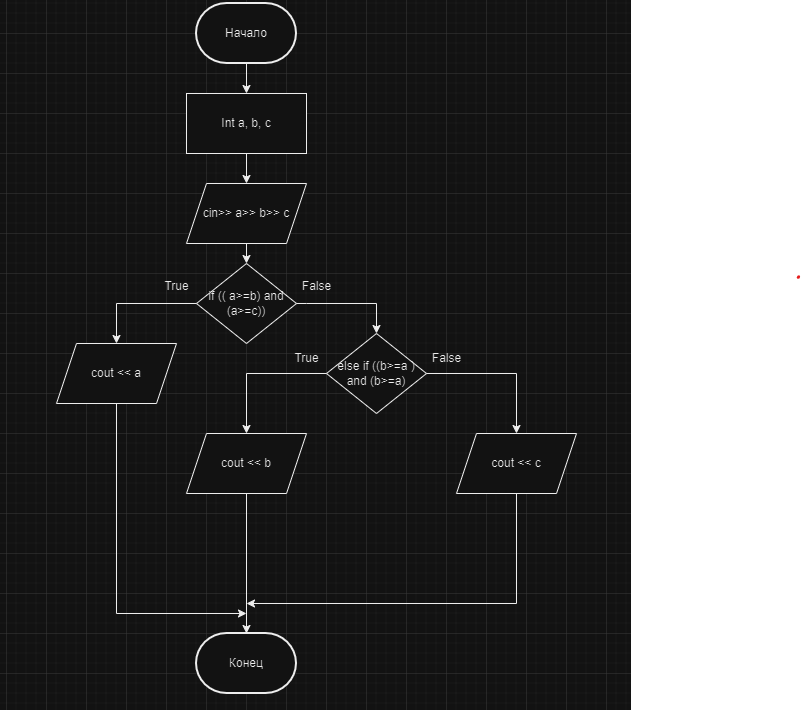 Начало
Int a, b, c
cin>> a>> b>> c
True
False
if (( a>=b) and
(a>=c))
cout << a
True
False
else if ((b>=a )
and (b>=a)
cout << b
cout << c
Конец